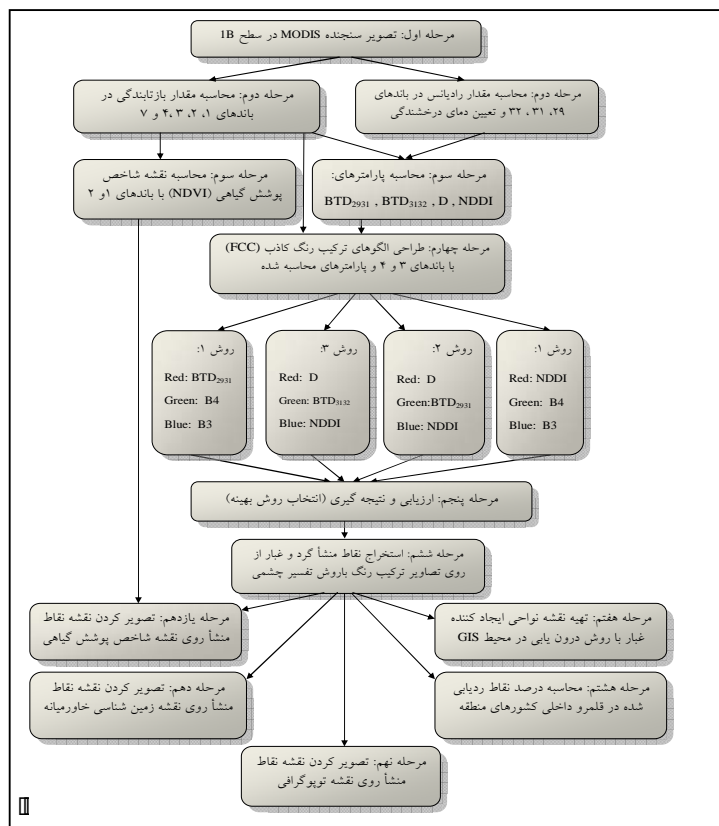 مرحله اول: تصویر سنجنده MODIS در سطح 1B
مرحله دوم: محاسبه مقدار رادیانس در باندهای
۲۹، ۳۱ ، ۳۲ و تعیین دمای درخشندگی
مرحله دوم: محاسبه مقدار بازتابندگی در
باندهای ۱، ۲، ۳، ۴ و ۷
مرحله سوم: محاسبه پارامترهای:
BTD2931 , BTD3132 , D , NDDI
مرحله سوم: محاسبه نقشه شاخص
پوشش گیاهی (NDVI) با باندهای ۱و ۲
مرحله چهارم: طراحی الگوهای ترکیب رنگ کاذب (FCC)
با باندهای ۳ و ۴ و پارامترهای محاسبه شده
روش ۱:
Red: NDDI
Green: B4
Blue: B3
روش ۲:
Red: D
Green:BTD2931
Blue: NDDI
روش ۳:
Red: D
Green: BTD3132
Blue: NDDI
روش ۱:
Red: BTD2931
Green: B4
Blue: B3
مرحله پنجم: ارزیابی و نتیجه گیری (انتخاب روش بهینه)
مرحله ششم: استخراج نقاط منشأ گرد و غبار از
روی تصاویر ترکیب رنگ باروش تفسیر چشمی
مرحله هفتم: تهیه نقشه نواحی ایجاد کننده
غبار با روش درون یابی در محیط GIS
مرحله یازدهم: تصویر کردن نقشه نقاط
منشأ روی نقشه شاخص پوشش گیاهی
مرحله هشتم: محاسبه درصد نقاط ردیابی
شده در قلمرو داخلی کشورهای منطقه
مرحله دهم: تصویر کردن نقشه نقاط
منشأ روی نقشه زمین شناسی خاورمیانه
مرحله نهم: تصویر کردن نقشه نقاط
منشأ روی نقشه توپوگرافی